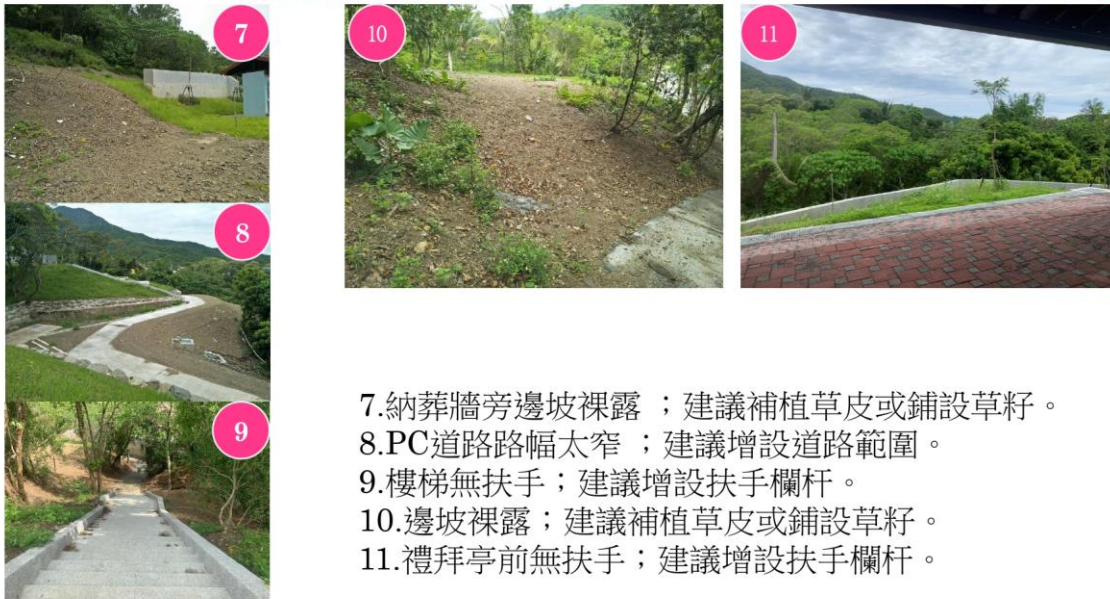 7
8
9
10
11
7.納葬牆旁邊坡裸露 ；建議補植草皮或鋪設草籽。
8.PC道路路幅太窄 ；建議增設道路範圍。
9.樓梯無扶手；建議增設扶手欄杆。
10.邊坡裸露；建議補植草皮或鋪設草籽。
11.禮拜亭前無扶手；建議增設扶手欄杆。